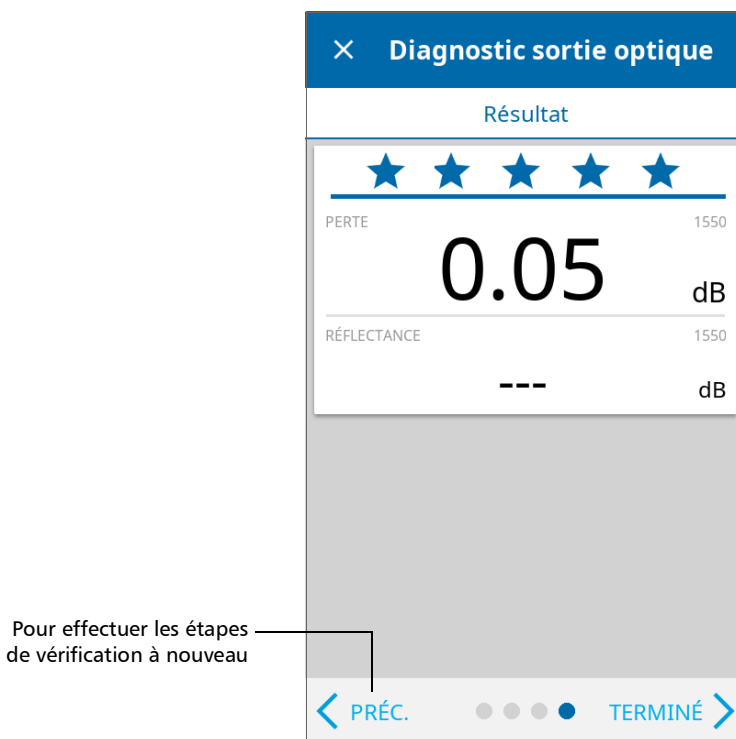 Diagnostic sortie optique
Résultat
PERTE 1550
0.05 dB
RÉFLECTANCE 1550
--- dB
Pour effectuer les étapes
de vérification à nouveau
PRÉC. TERMINÉ